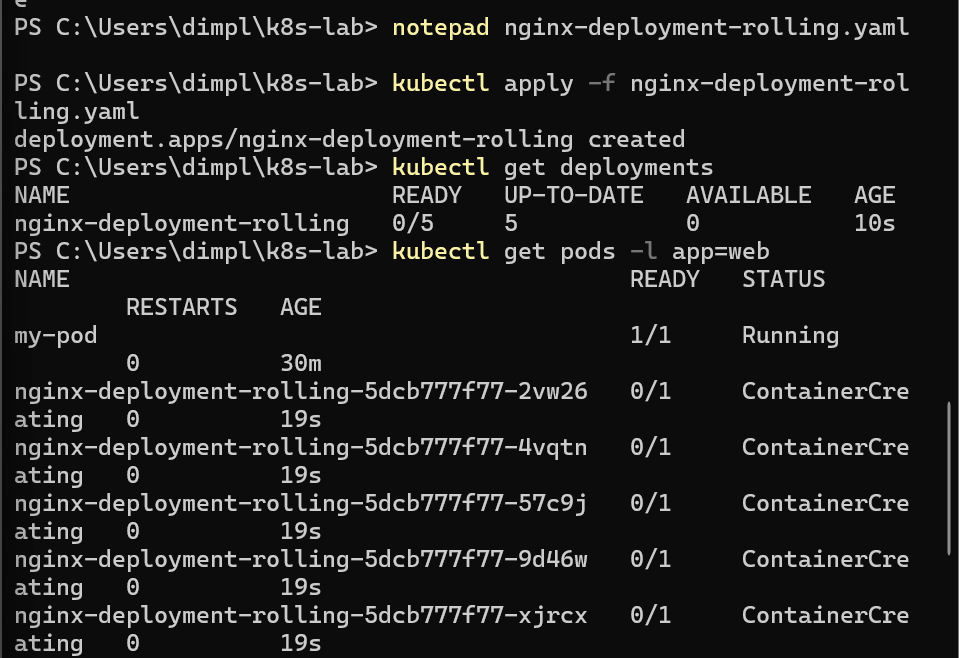 e
PS C:\Users\dimpl\k8s-lab> notepad nginx-deployment-rolling.yaml
PS C:\Users\dimpl\k8s-lab> kubectl apply -f nginx-deployment-rol
ling.yaml
deployment.apps/nginx-deployment-rolling created
PS C:\Users\dimpl\k8s-lab> kubectl get deployments
NAME                       READY   UP-TO-DATE   AVAILABLE   AGE
nginx-deployment-rolling   0/5     5            0           10s
PS C:\Users\dimpl\k8s-lab> kubectl get pods -l app=web
NAME                                        READY   STATUS
        RESTARTS   AGE
my-pod                                      1/1     Running
        0          30m
nginx-deployment-rolling-5dcb777f77-2vw26   0/1     ContainerCre
ating   0          19s
nginx-deployment-rolling-5dcb777f77-4vqtn   0/1     ContainerCre
ating   0          19s
nginx-deployment-rolling-5dcb777f77-57c9j   0/1     ContainerCre
ating   0          19s
nginx-deployment-rolling-5dcb777f77-9d46w   0/1     ContainerCre
ating   0          19s
nginx-deployment-rolling-5dcb777f77-xjrcx   0/1     ContainerCre
ating   0          19s